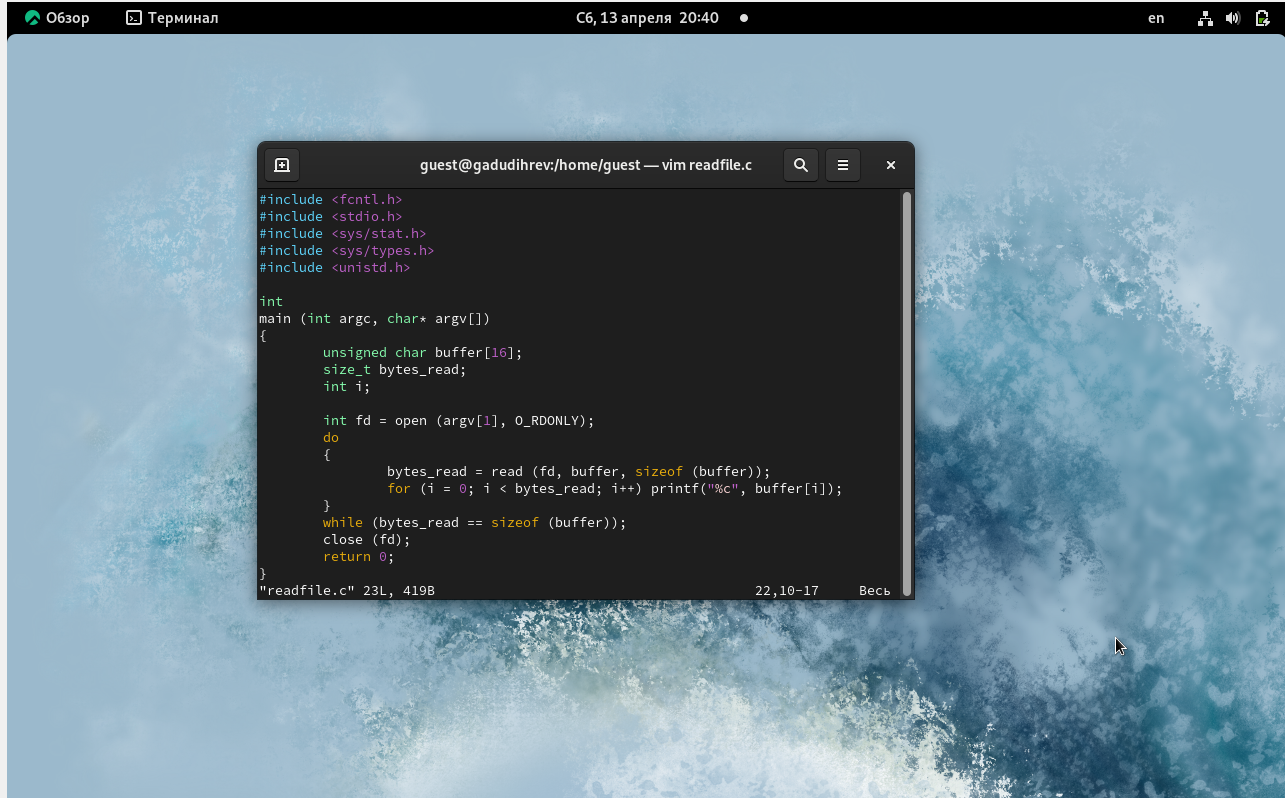 Обзор Терминал Сб, 13 апреля 20:40 en
guest@gadudihrev:/home/guest — vim readfile.c
#include <fcntl.h>
#include <stdio.h>
#include <sys/stat.h>
#include <sys/types.h>
#include <unistd.h>

int
main (int argc, char* argv[])
{
        unsigned char buffer[16];
        size_t bytes_read;
        int i;

        int fd = open (argv[1], O_RDONLY);
        do
        {
                bytes_read = read (fd, buffer, sizeof (buffer));
                for (i = 0; i < bytes_read; i++) printf("%c", buffer[i]);
        }
        while (bytes_read == sizeof (buffer));
        close (fd);
        return 0;
}
"readfile.c" 23L, 419B 22,10-17 Весь